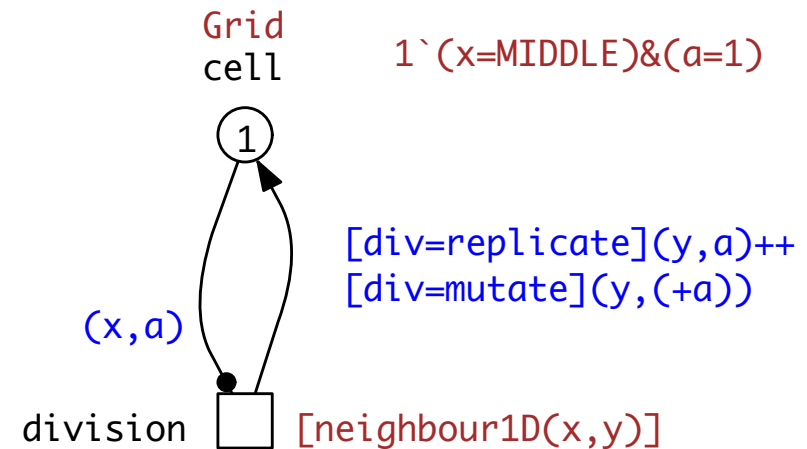 Grid
cell
1`(x=MIDDLE)&(a=1)
1
[div=replicate](y,a)++
[div=mutate](y,(+a))
(x,a)
division
[neighbour1D(x,y)]